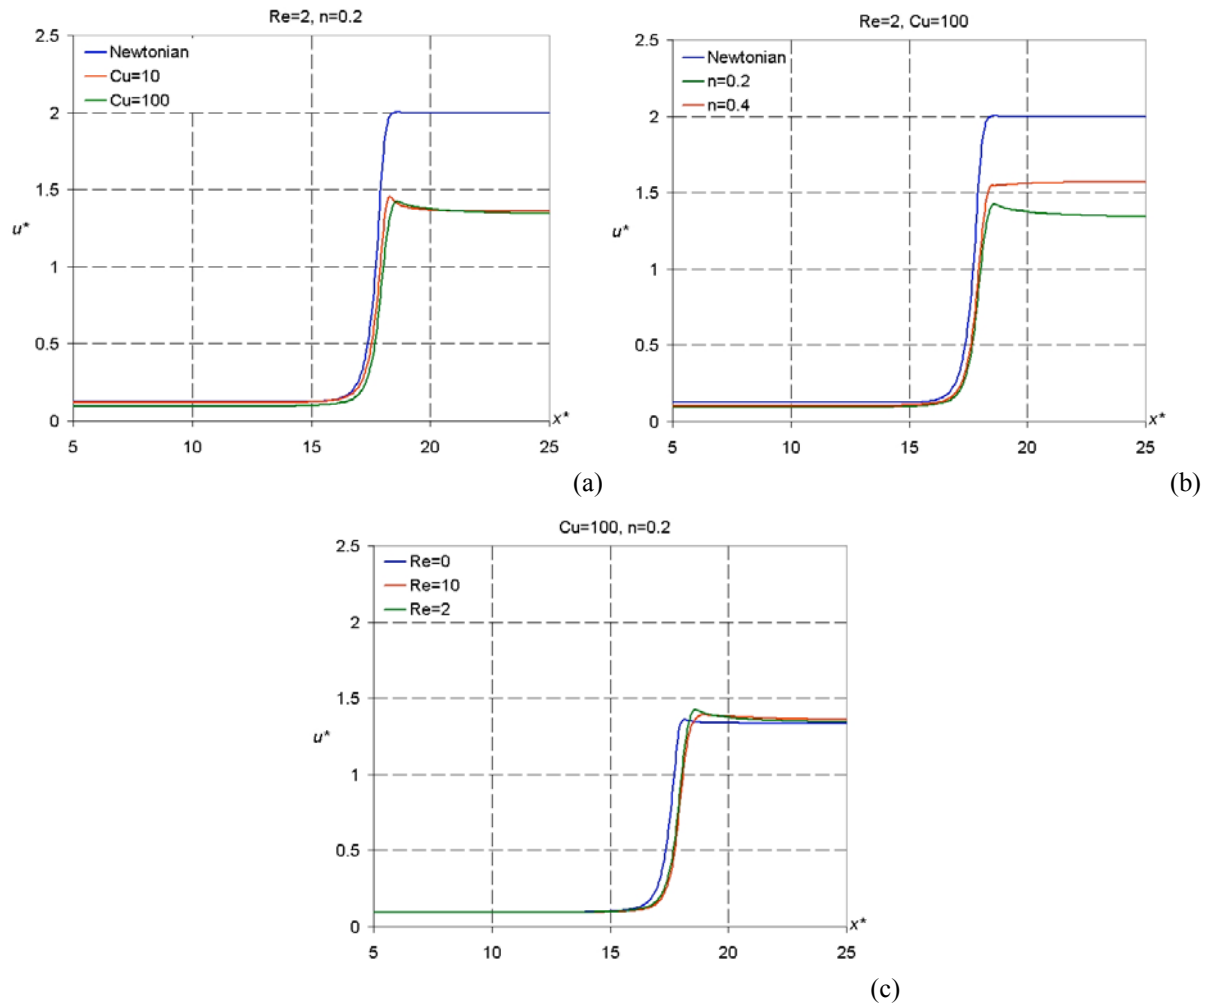 Re=2, n=0.2
2.5
Newtonian
Cu=10
Cu=100
2
1.5
u*
1
0.5
0
x*
5
10
15
20
25
(a)
Re=2, Cu=100
2.5
Newtonian
n=0.2
n=0.4
2
1.5
u*
1
0.5
0
x*
5
10
15
20
25
(b)
Cu=100, n=0.2
2.5
Re=0
Re=10
Re=2
2
1.5
u*
1
0.5
0
x*
5
10
15
20
25
(c)